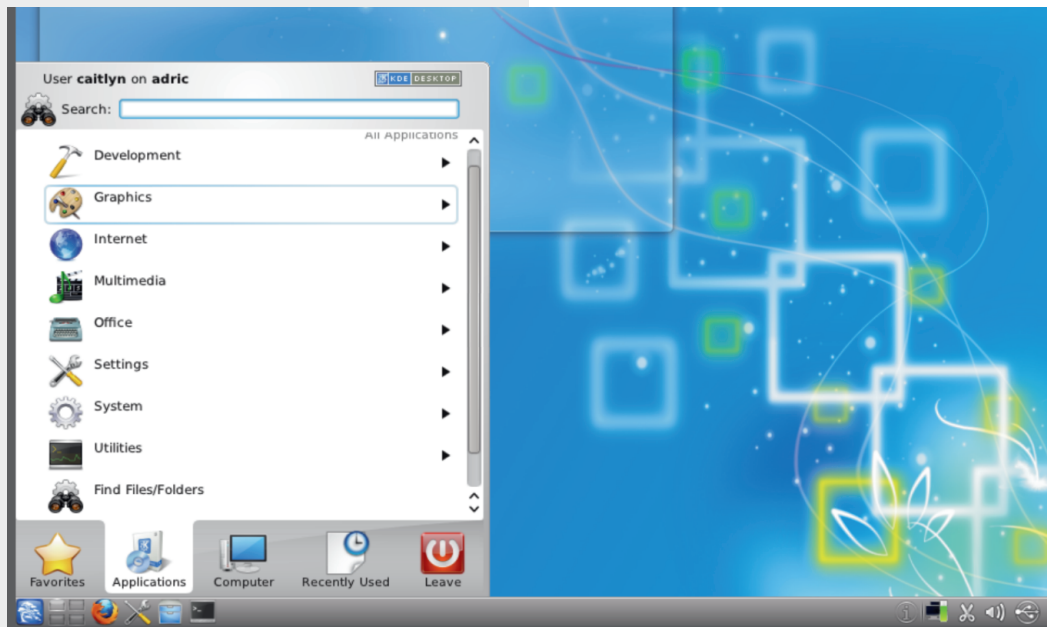 User caitlyn on adric
KDE DESKTOP
Search:
All Applications
Development
Graphics
Internet
Multimedia
Office
Settings
System
Utilities
Find Files/Folders
Favorites
Applications
Computer
Recently Used
Leave